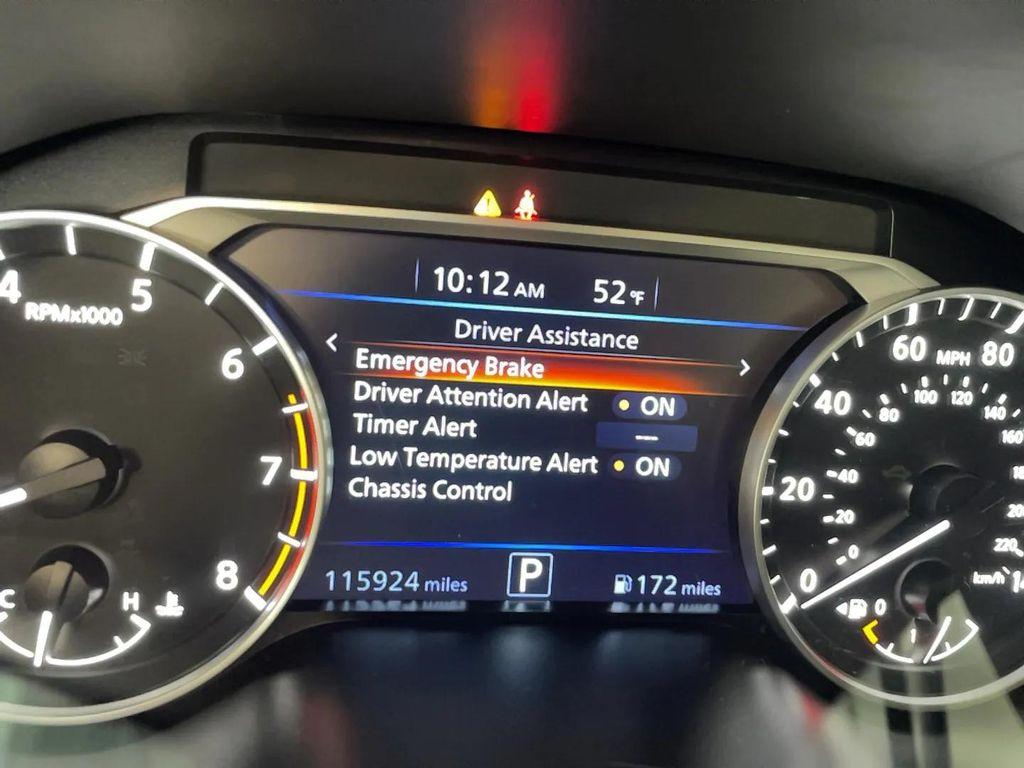 10:12 AM 52°F
Driver Assistance
Emergency Brake
Driver Attention Alert ON
Timer Alert ---
Low Temperature Alert ON
Chassis Control
115924 miles P 172 miles
4 5 6 7 8
RPMx1000
C H
0 20 40 60 80
MPH
0 20 40 60 80 100 120 140 160
220
km/h
0 1